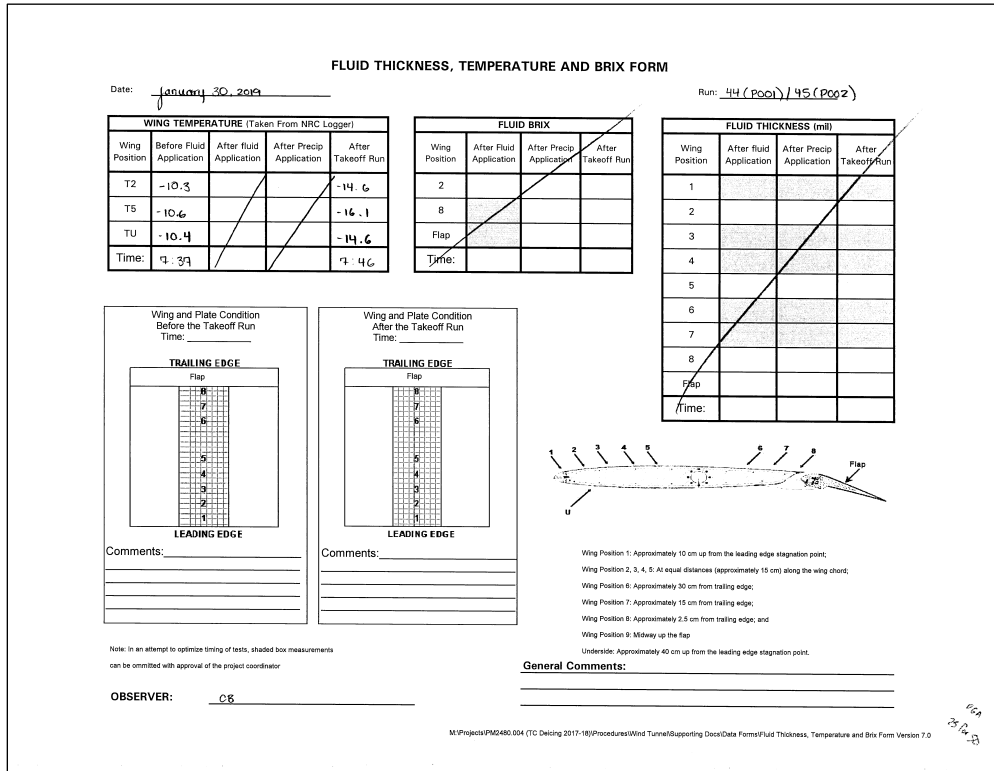 FLUID THICKNESS, TEMPERATURE AND BRIX FORM
Date: January 30, 2019
Run: 44 (P001) / 45 (P002)
WING TEMPERATURE (Taken From NRC Logger)
Wing Position Before Fluid Application After fluid Application After Precip Application After Takeoff Run
T2 -10.3 -14.6
T5 -10.6 -16.1
TU -10.4 -14.6
Time: 7:37 7:46
FLUID BRIX
Wing Position After Fluid Application After Precip Application After Takeoff Run
2
8
Flap
Time:
FLUID THICKNESS (mil)
Wing Position After fluid Application After Precip Application After Takeoff Run
1
2
3
4
5
6
7
8
Flap
Time:
Wing and Plate Condition
Before the Takeoff Run
Time:
TRAILING EDGE
Flap
8
7
6
5
4
3
2
1
LEADING EDGE
Comments:
Wing and Plate Condition
After the Takeoff Run
Time:
TRAILING EDGE
Flap
8
7
6
5
4
3
2
1
LEADING EDGE
Comments:
1 2 3 4 5 6 7 8 Flap
U
Wing Position 1: Approximately 10 cm up from the leading edge stagnation point;
Wing Position 2, 3, 4, 5: At equal distances (approximately 15 cm) along the wing chord;
Wing Position 6: Approximately 30 cm from trailing edge;
Wing Position 7: Approximately 15 cm from trailing edge;
Wing Position 8: Approximately 2.5 cm from trailing edge; and
Wing Position 9: Midway up the flap
Underside: Approximately 40 cm up from the leading edge stagnation point.
Note: In an attempt to optimize timing of tests, shaded box measurements
can be ommitted with approval of the project coordinator
General Comments:
OBSERVER: CB
M:\Projects\PM2480.004 (TC Deicing 2017-18)\Procedures\Wind Tunnel\Supporting Docs\Data Forms\Fluid Thickness, Temperature and Brix Form Version 7.0